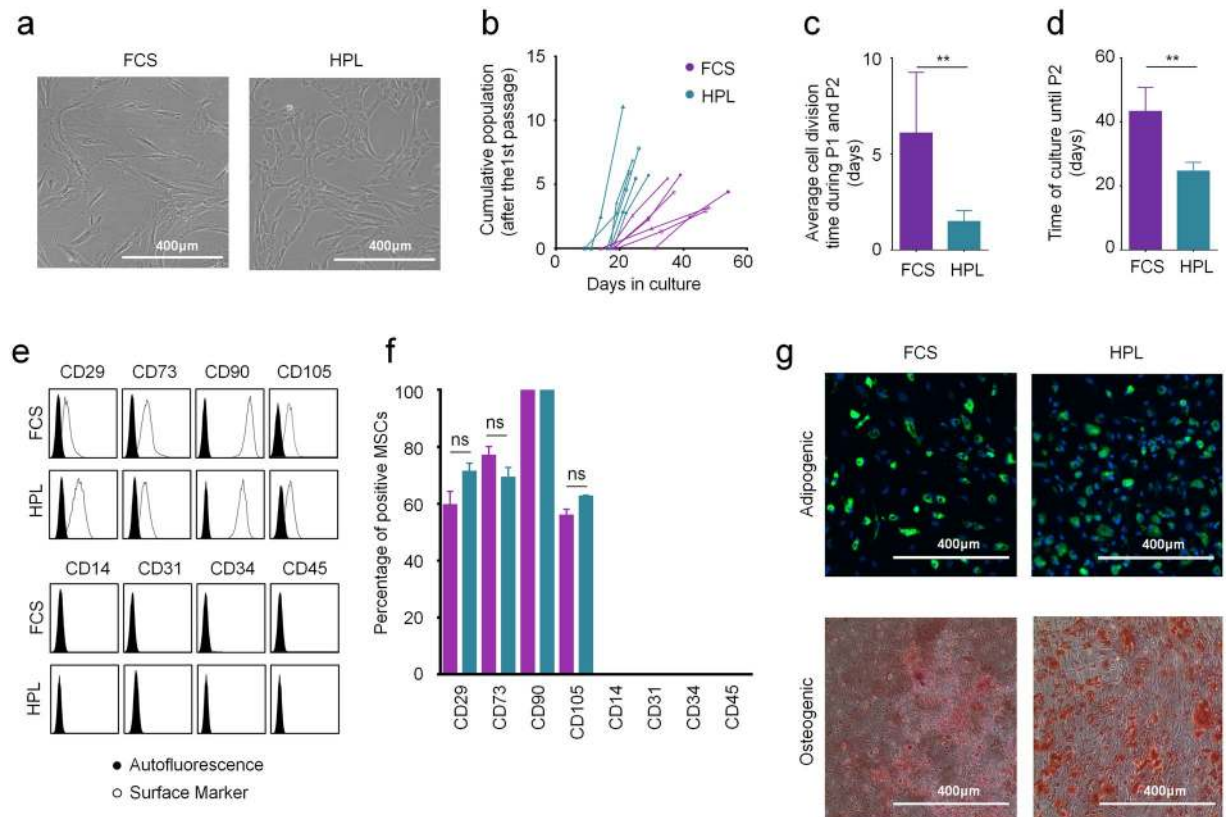 a
FCS
HPL
400µm
400µm
b
Cumulative population
(after the1st passage)
15
10
5
0
0
20
40
60
Days in culture
FCS
HPL
c
Average cell division
time during P1 and P2
(days)
10
5
0
**
FCS
HPL
d
Time of culture until P2
(days)
60
40
20
0
**
FCS
HPL
e
CD29
CD73
CD90
CD105
FCS
HPL
CD14
CD31
CD34
CD45
FCS
HPL
Autofluorescence
Surface Marker
f
Percentage of positive MSCs
100
80
60
40
20
0
ns
ns
ns
CD29
CD73
CD90
CD105
CD14
CD31
CD34
CD45
g
FCS
HPL
Adipogenic
400µm
400µm
Osteogenic
400µm
400µm